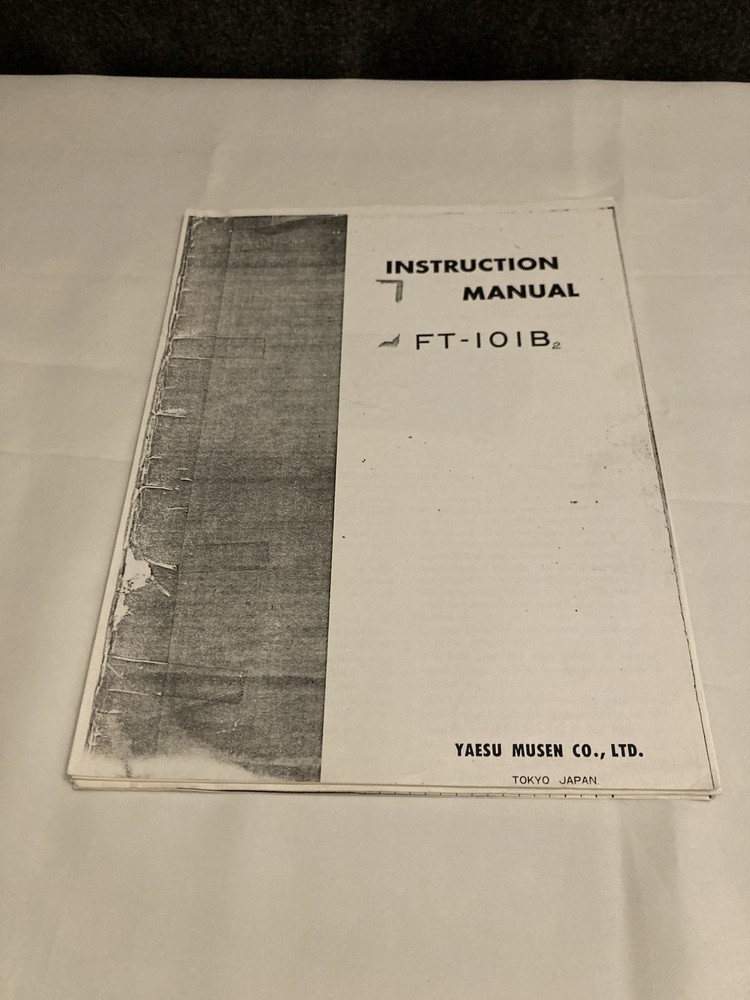 INSTRUCTION
MANUAL
FT-101B₂
YAESU MUSEN CO., LTD.
TOKYO JAPAN.